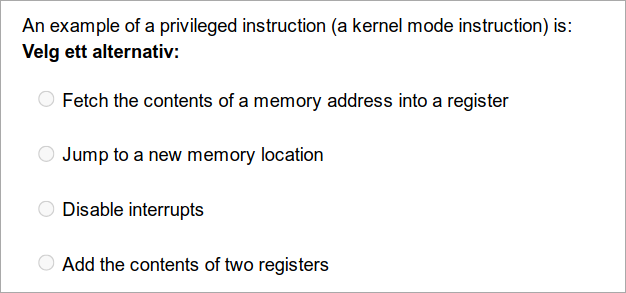 An example of a privileged instruction (a kernel mode instruction) is:
Velg ett alternativ:
Fetch the contents of a memory address into a register
Jump to a new memory location
Disable interrupts
Add the contents of two registers